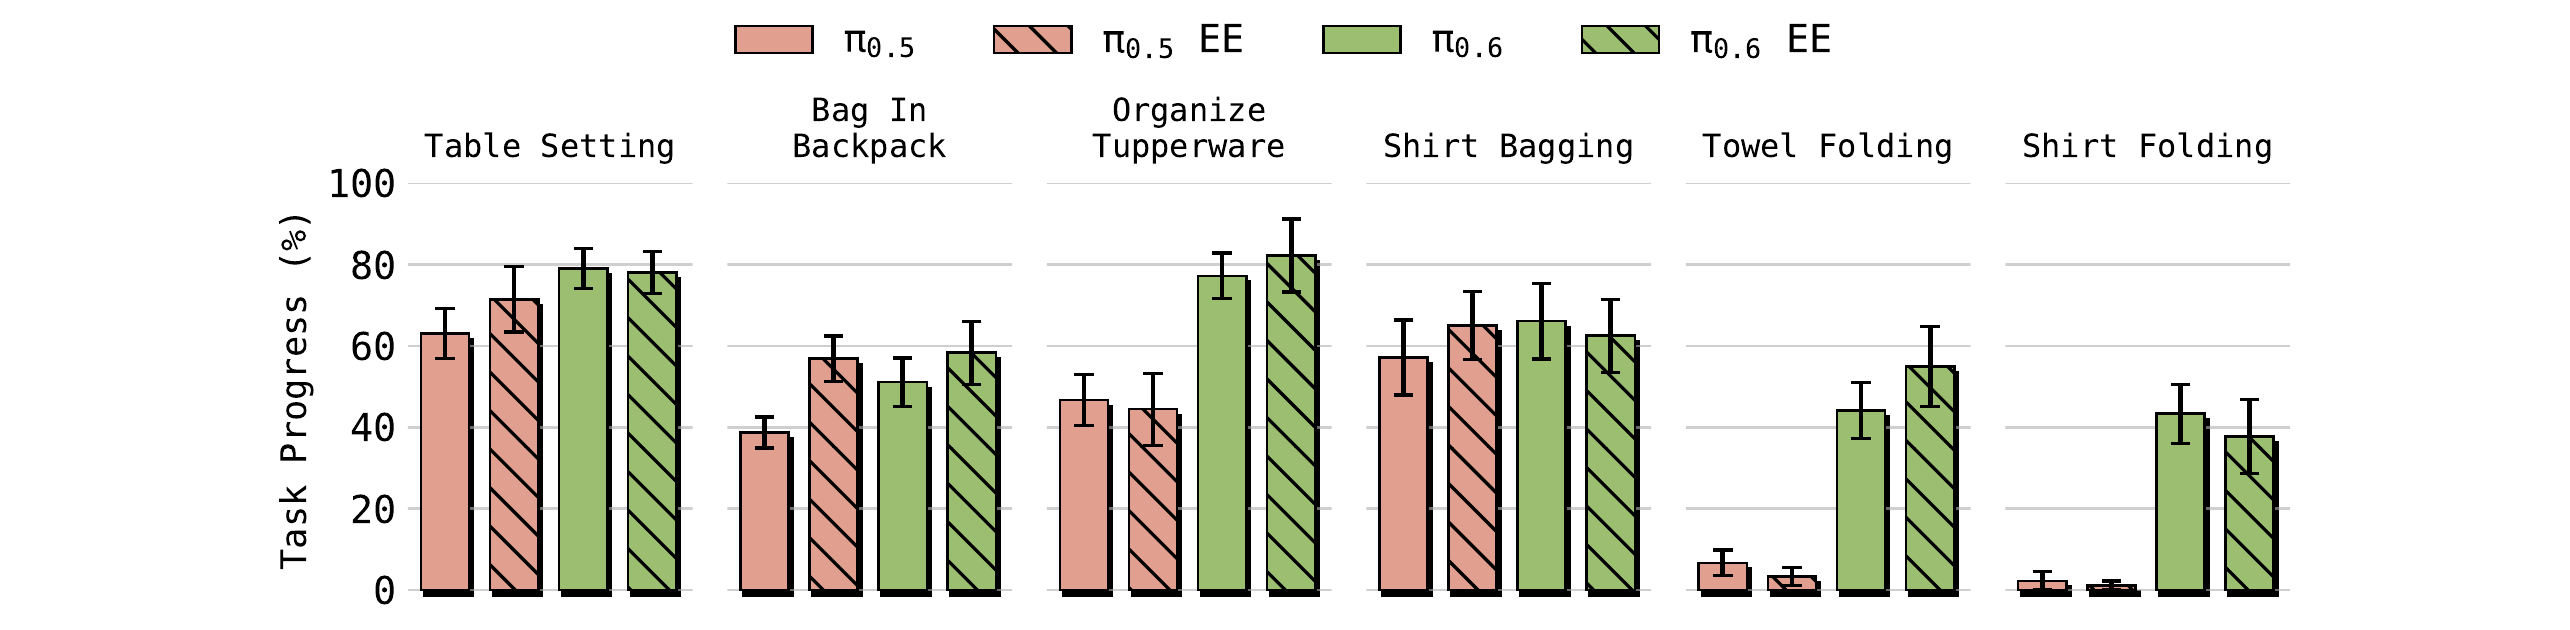 π0.5 π0.5 EE π0.6 π0.6 EE
Table Setting
Bag In
Backpack
Organize
Tupperware
Shirt Bagging
Towel Folding
Shirt Folding
Task Progress (%)
100
80
60
40
20
0